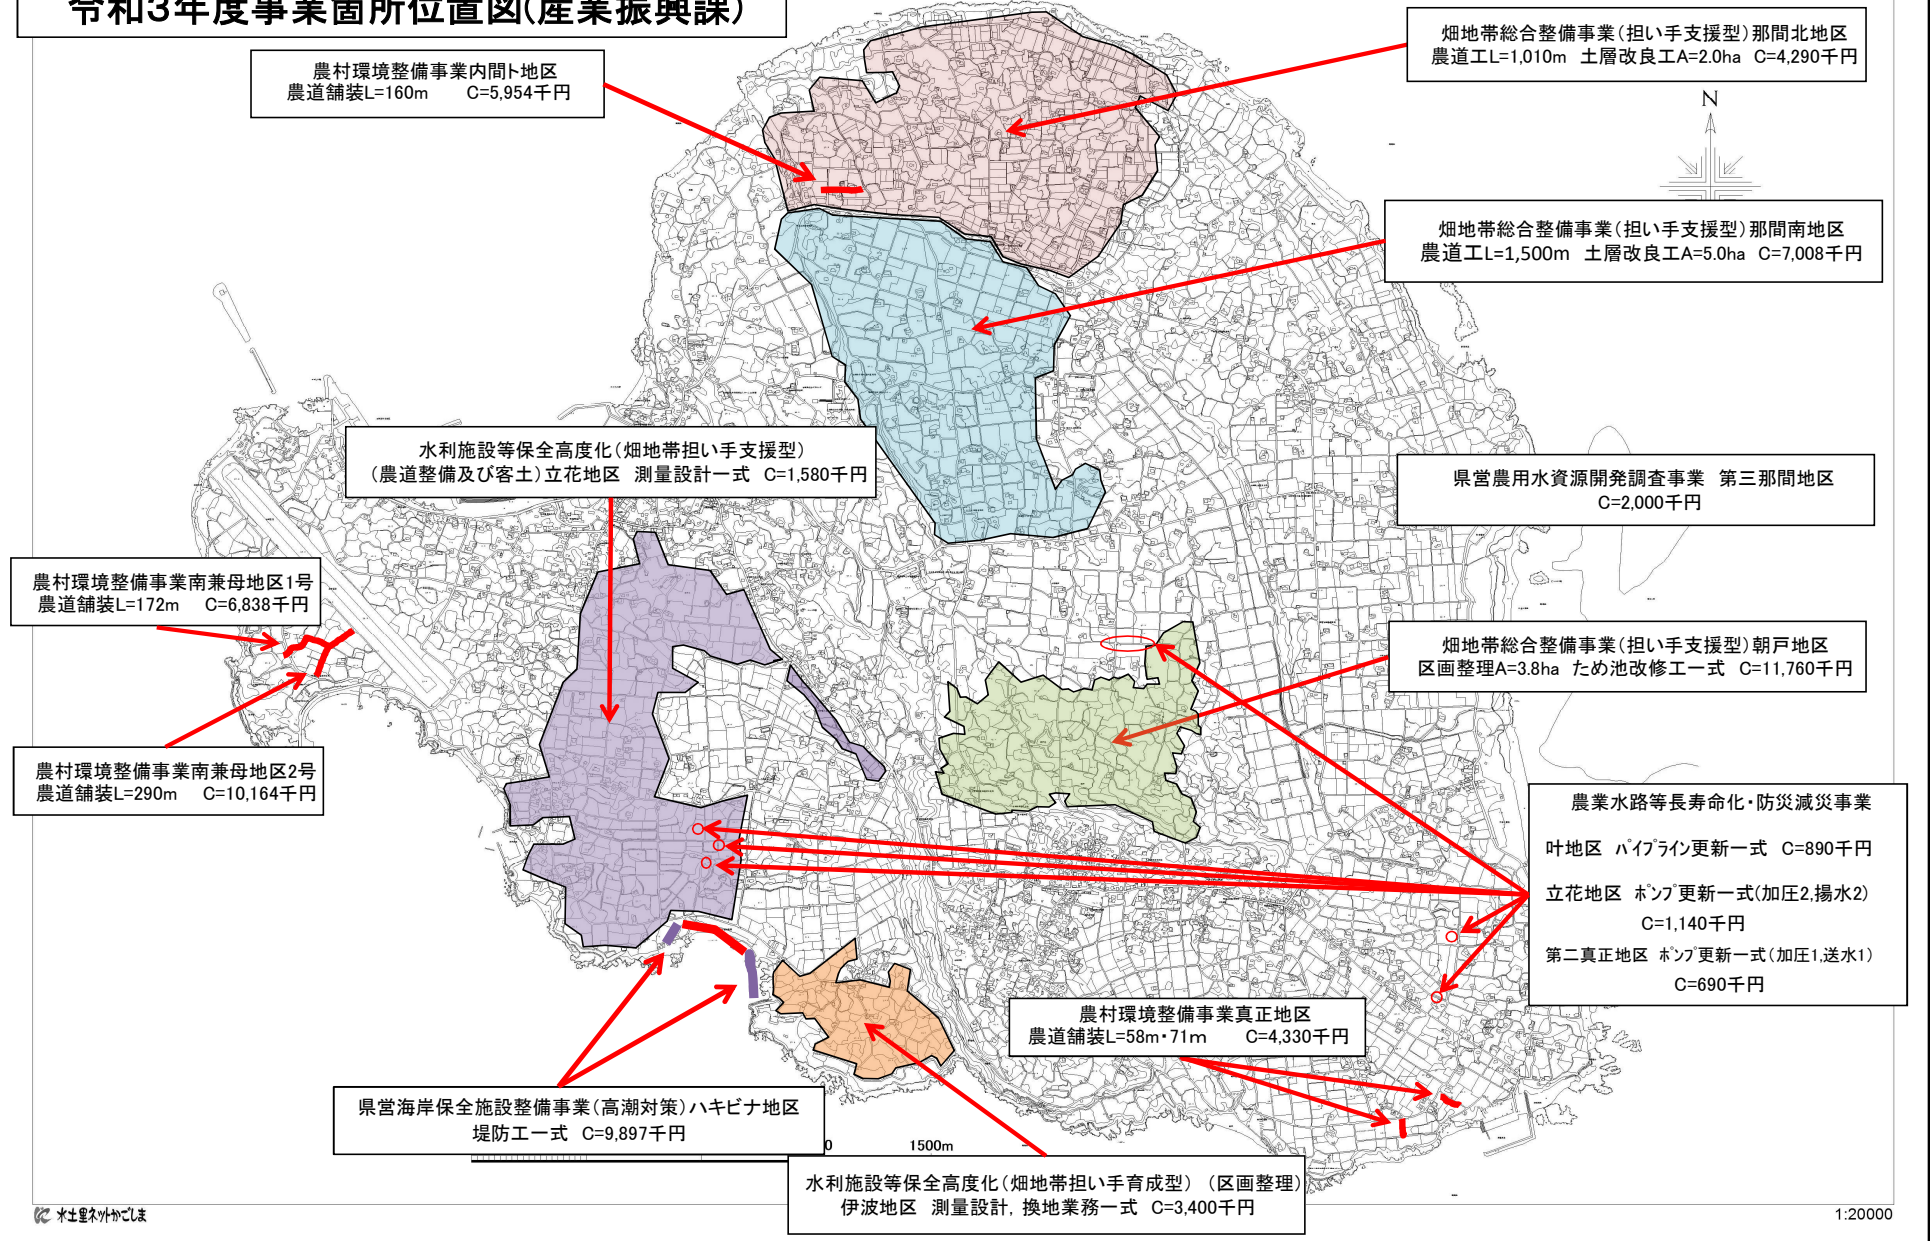 令和3年度事業箇所位置図(産業振興課)
農村環境整備事業内間ト地区
農道舗装L=160m C=5,954千円
畑地帯総合整備事業(担い手支援型)那間北地区
農道工L=1,010m 土層改良工A=2.0ha C=4,290千円
N
畑地帯総合整備事業(担い手支援型)那間南地区
農道工L=1,500m 土層改良工A=5.0ha C=7,008千円
水利施設等保全高度化(畑地帯担い手支援型)
(農道整備及び客土)立花地区 測量設計一式 C=1,580千円
県営農用水資源開発調査事業 第三那間地区
C=2,000千円
農村環境整備事業南兼母地区1号
農道舗装L=172m C=6,838千円
畑地帯総合整備事業(担い手支援型)朝戸地区
区画整理A=3.8ha ため池改修工一式 C=11,760千円
農村環境整備事業南兼母地区2号
農道舗装L=290m C=10,164千円
農業水路等長寿命化・防災減災事業
叶地区 ﾊﾟｲﾌﾟﾗｲﾝ更新一式 C=890千円
立花地区 ﾎﾟﾝﾌﾟ更新一式(加圧2,揚水2)
C=1,140千円
第二真正地区 ﾎﾟﾝﾌﾟ更新一式(加圧1,送水1)
C=690千円
農村環境整備事業真正地区
農道舗装L=58m・71m C=4,330千円
県営海岸保全施設整備事業(高潮対策)ハキビナ地区
堤防工一式 C=9,897千円
0 1500m
水利施設等保全高度化(畑地帯担い手育成型) (区画整理)
伊波地区 測量設計,換地業務一式 C=3,400千円
水土里ネットかごしま
1:20000